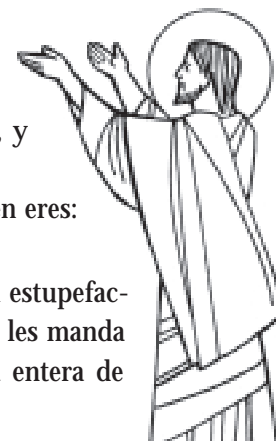 y
n eres:
estupefac-
les manda
entera de